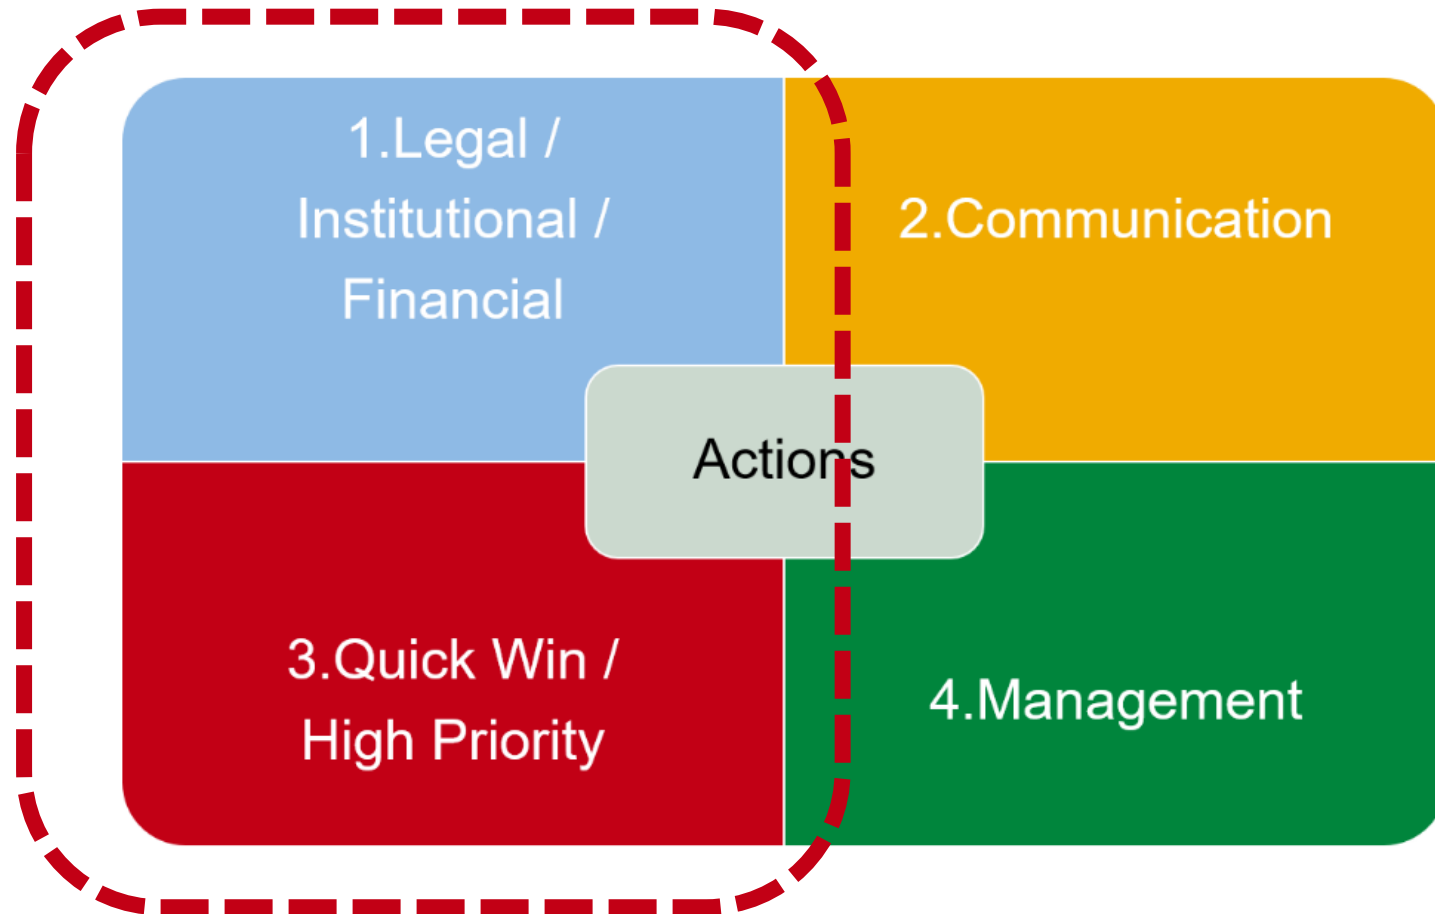 1.Legal /
Institutional /
Financial
2.Communication
Actions
3.Quick Win /
High Priority
4.Management